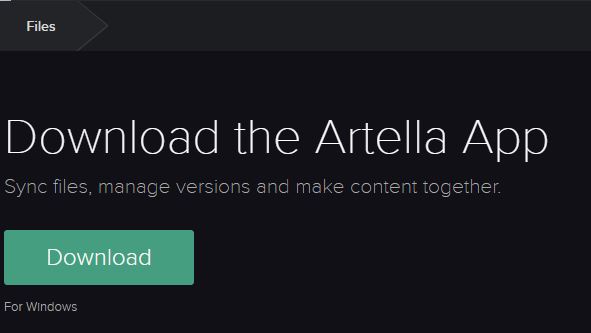 Files
Download the Artella App
Sync files, manage versions and make content together.
Download
For Windows